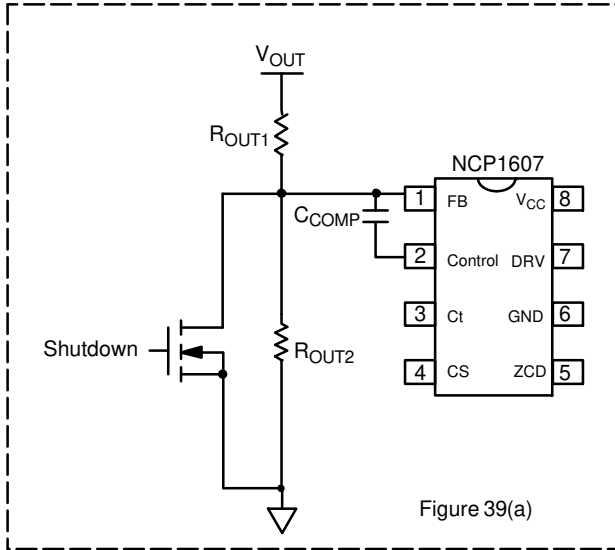 VOUT
ROUT1
NCP1607
1 FB VCC 8
CCOMP
2 Control DRV 7
3 Ct GND 6
Shutdown
ROUT2
4 CS ZCD 5
Figure 39(a)